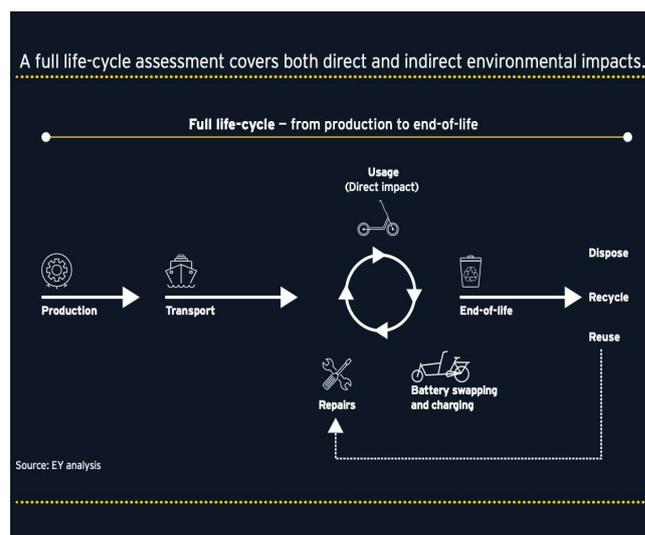 A full life-cycle assessment covers both direct and indirect environmental impacts.
Full life-cycle – from production to end-of-life
Usage
(Direct impact)
Production
Transport
End-of-life
Dispose
Recycle
Reuse
Repairs
Battery swapping
and charging
Source: EY analysis